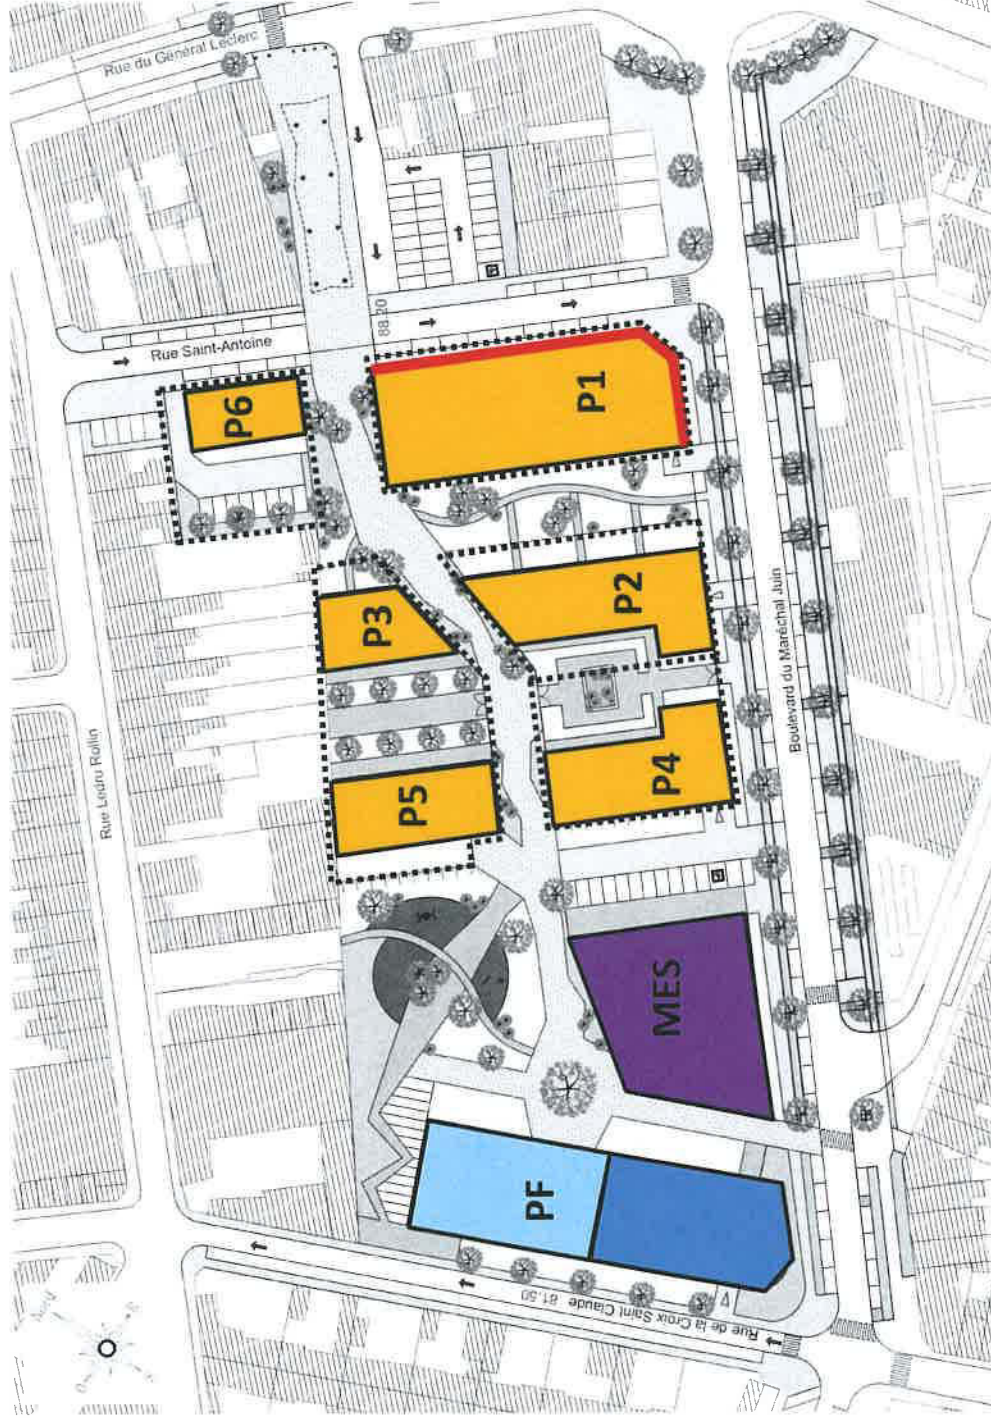 Rue du Général Leclerc
Rue Saint-Antoine
88.20
P6
P1
P3
P2
P5
P4
Rue Ledru Rollin
Boulevard du Maréchal Juin
MES
PF
Rue de la Croix Saint Claude
81.50
Nord